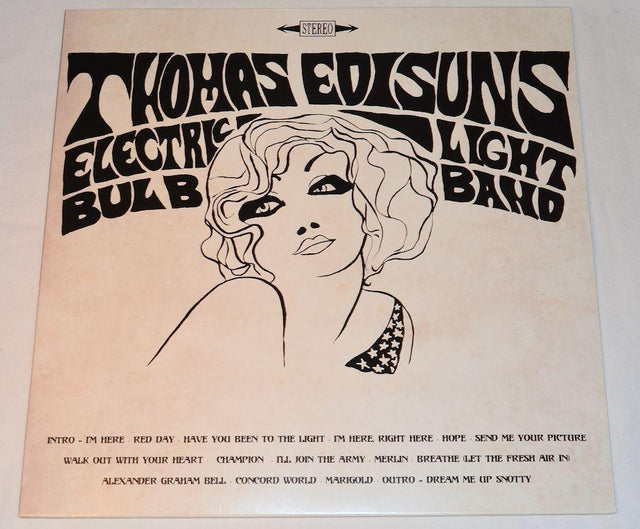 STEREO
THOMAS EDISUNS
ELECTRIC LIGHT
BULB BAND
INTRO - I'M HERE · RED DAY · HAVE YOU BEEN TO THE LIGHT · I'M HERE, RIGHT HERE · HOPE · SEND ME YOUR PICTURE
WALK OUT WITH YOUR HEART · CHAMPION · I'LL JOIN THE ARMY · MERLIN · BREATHE (LET THE FRESH AIR IN)
ALEXANDER GRAHAM BELL · CONCORD WORLD · MARIGOLD · OUTRO - DREAM ME UP SNOTTY